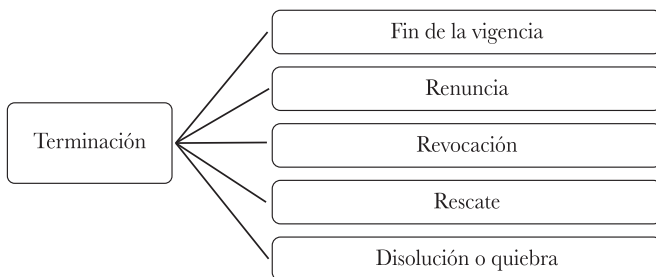 Terminación
Fin de la vigencia
Renuncia
Revocación
Rescate
Disolución o quiebra